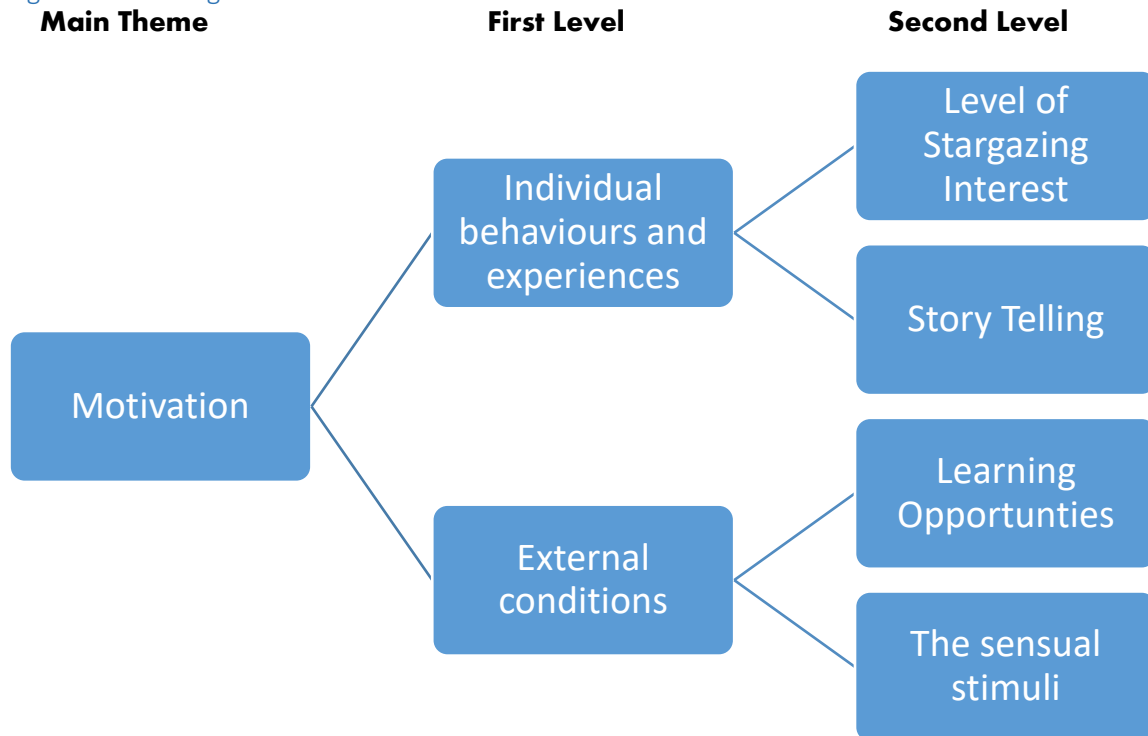 Main Theme
First Level
Second Level
Motivation
Individual
behaviours and
experiences
External
conditions
Level of
Stargazing
Interest
Story Telling
Learning
Opportunties
The sensual
stimuli